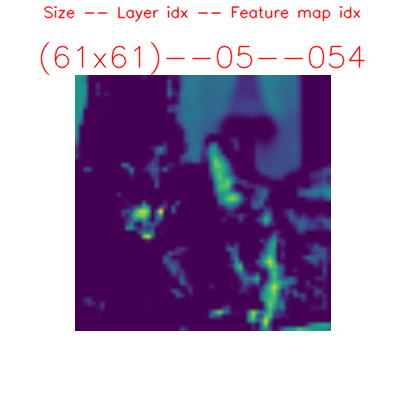 Size -- Layer idx -- Feature map idx
(61x61)--05--054